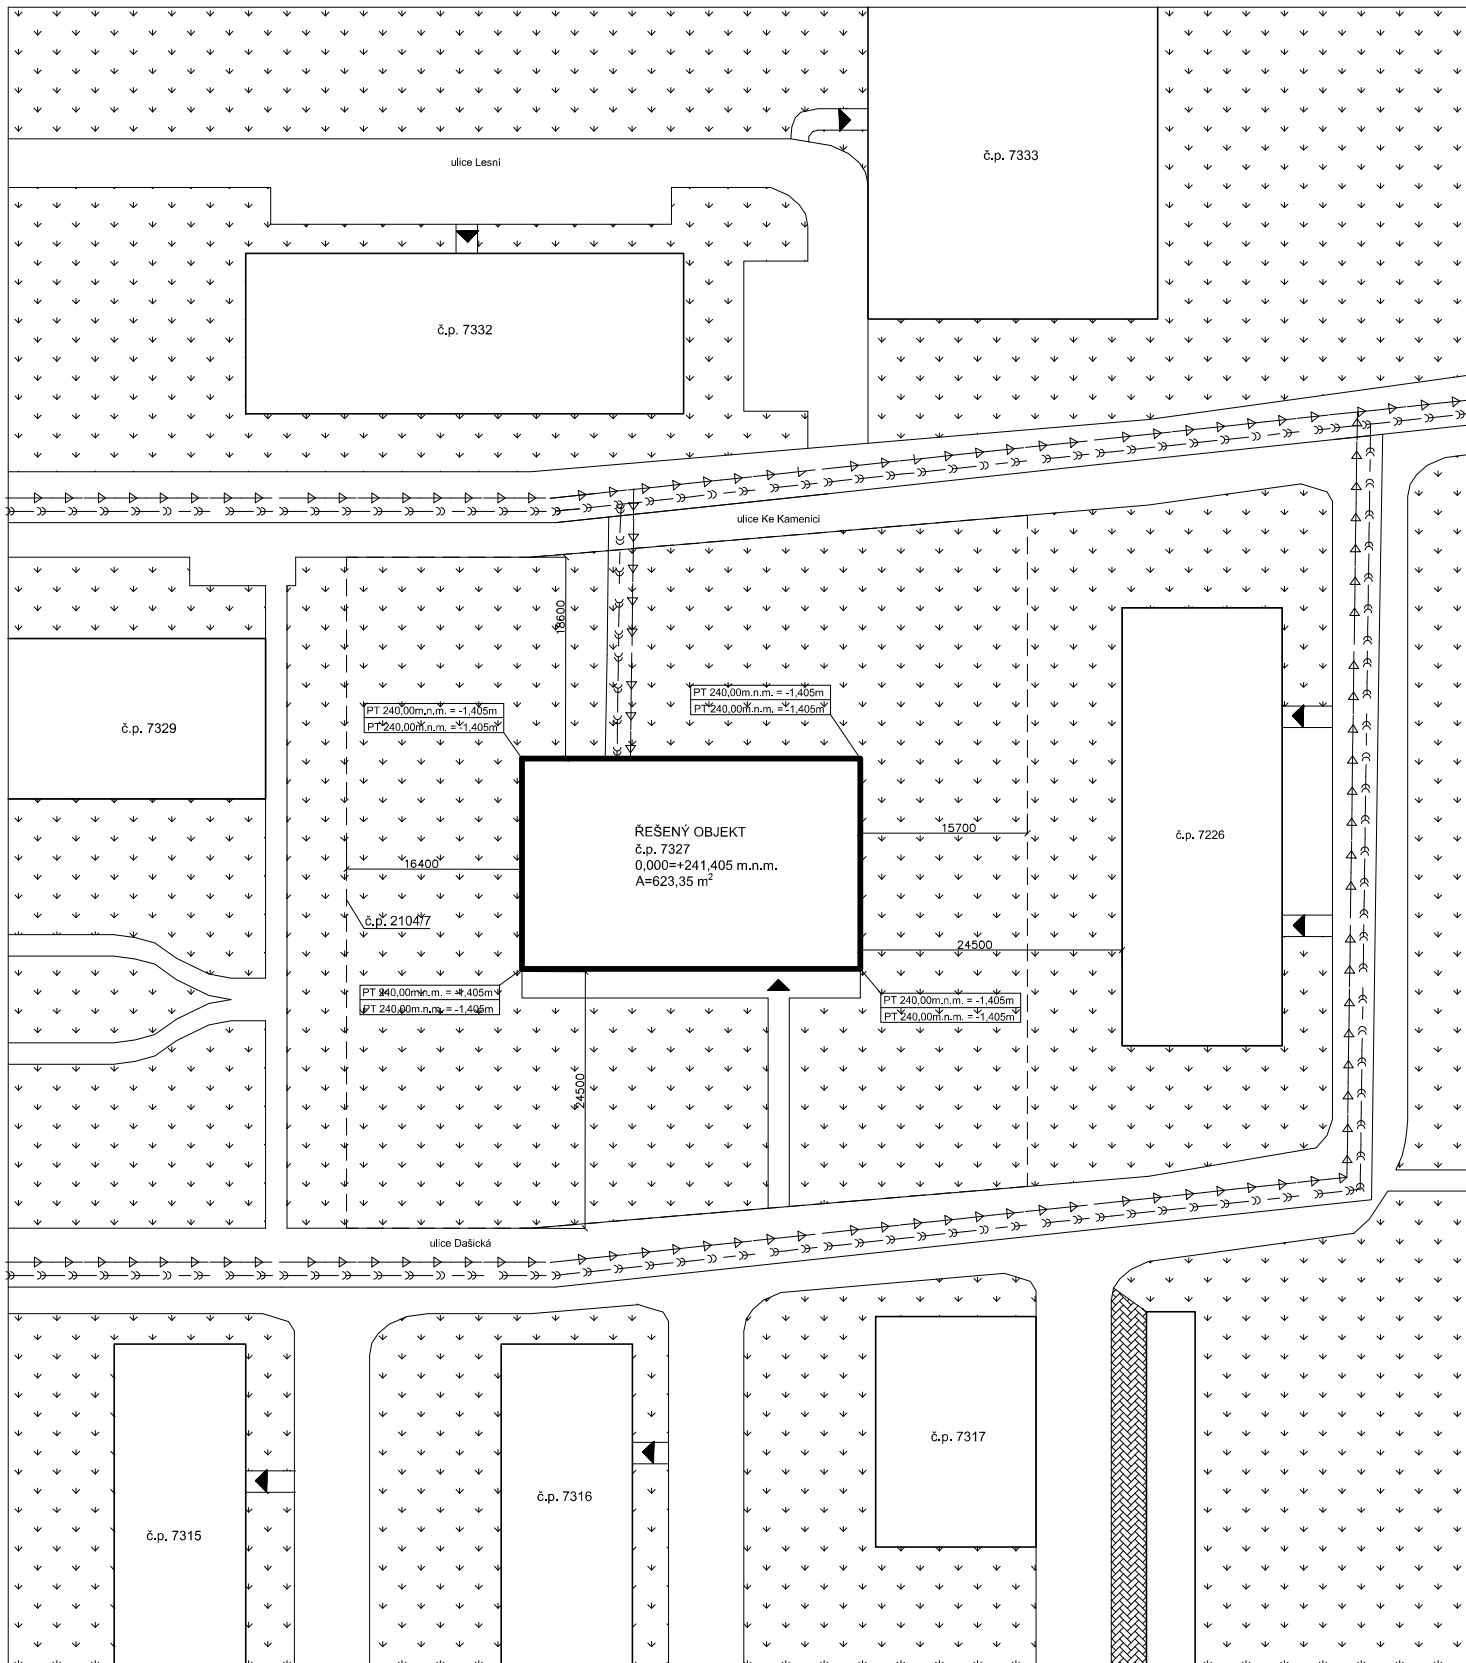 č.p. 7333
ulice Lesní
č.p. 7332
ulice Ke Kamenici
18600
PT 240,00m.n.m. = -1,405m
PT 240,00m.n.m. = -1,405m
PT 240,00m.n.m. = -1,405m
PT 240,00m.n.m. = -1,405m
č.p. 7329
ŘEŠENÝ OBJEKT
č.p. 7327
0,000=+241,405 m.n.m.
A=623,35 m²
15700
č.p. 7226
16400
č.p. 2104/7
24500
PT 240,00m.n.m. = -1,405m
PT 240,00m.n.m. = -1,405m
PT 240,00m.n.m. = -1,405m
PT 240,00m.n.m. = -1,405m
24500
ulice Dašická
č.p. 7317
č.p. 7316
č.p. 7315